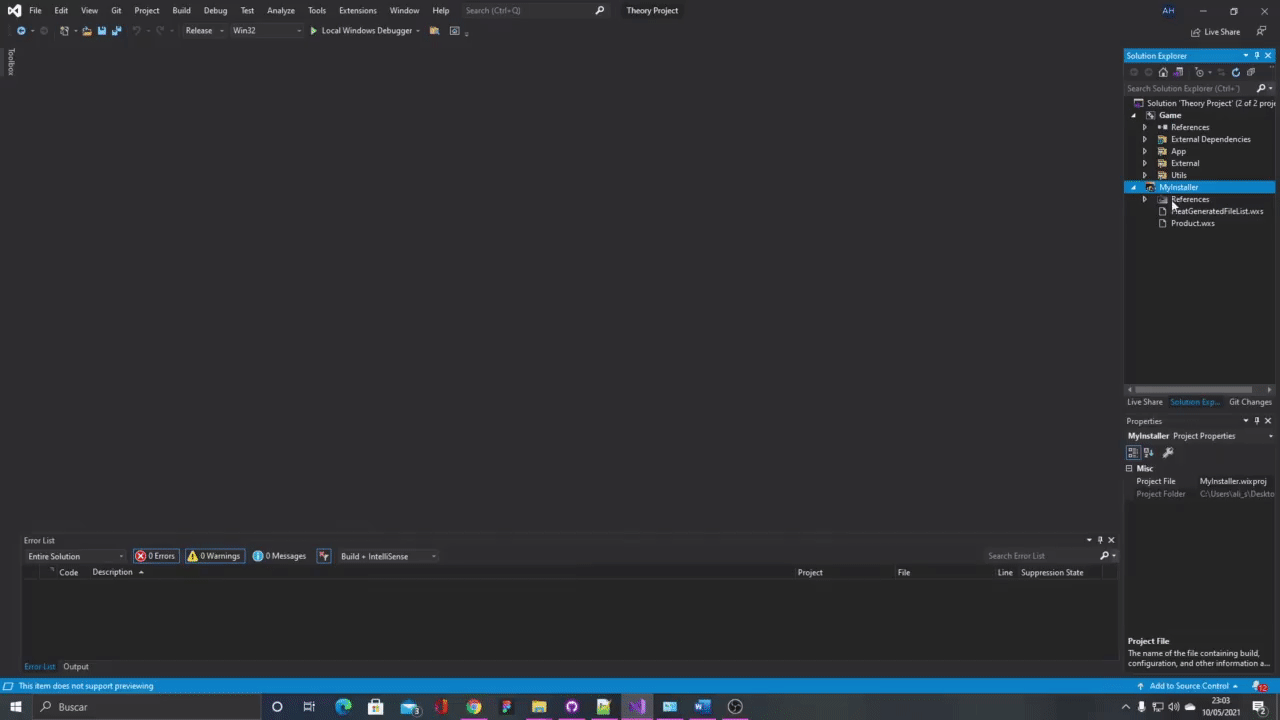 File Edit View Git Project Build Debug Test Analyze Tools Extensions Window Help Search (Ctrl+Q) Theory Project AH
Release Win32 Local Windows Debugger Live Share
Toolbox
Solution Explorer
Search Solution Explorer (Ctrl+´)
Solution 'Theory Project' (2 of 2 proje
Game
References
External Dependencies
App
External
Utils
MyInstaller
References
HeatGeneratedFileList.wxs
Product.wxs
Live Share Solution Exp... Git Changes
Properties
MyInstaller Project Properties
Misc
Project File MyInstaller.wixproj
Project Folder C:\Users\ali_s\Deskto
Project File
The name of the file containing build,
configuration, and other information a...
Error List
Entire Solution 0 Errors 0 Warnings 0 Messages Build + IntelliSense Search Error List
Code Description Project File Line Suppression State
Error List Output
This item does not support previewing Add to Source Control 12
Buscar 3 23:03
10/05/2021 2